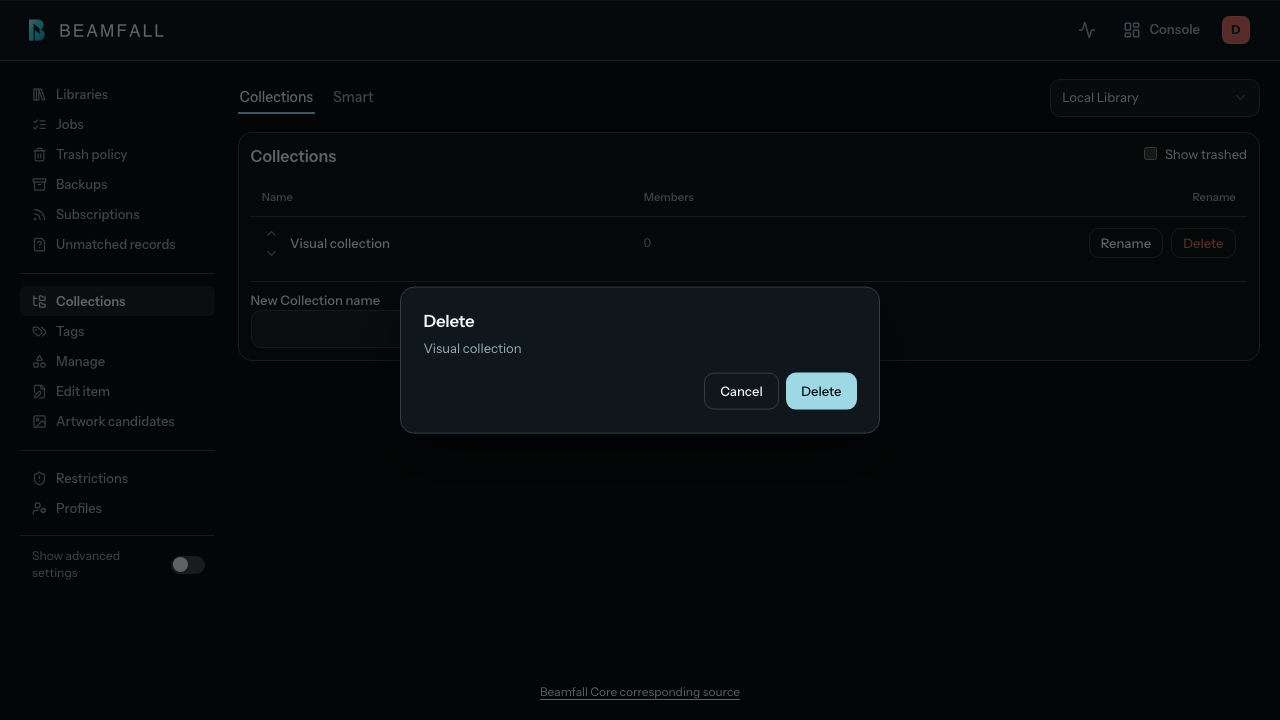 BEAMFALL
Console
D
Libraries
Jobs
Trash policy
Backups
Subscriptions
Unmatched records
Collections
Tags
Manage
Edit item
Artwork candidates
Restrictions
Profiles
Show advanced
settings
Collections Smart
Local Library
Collections
Show trashed
Name Members Rename
Visual collection 0 Rename Delete
New Collection name
Delete
Visual collection
Cancel Delete
Beamfall Core corresponding source